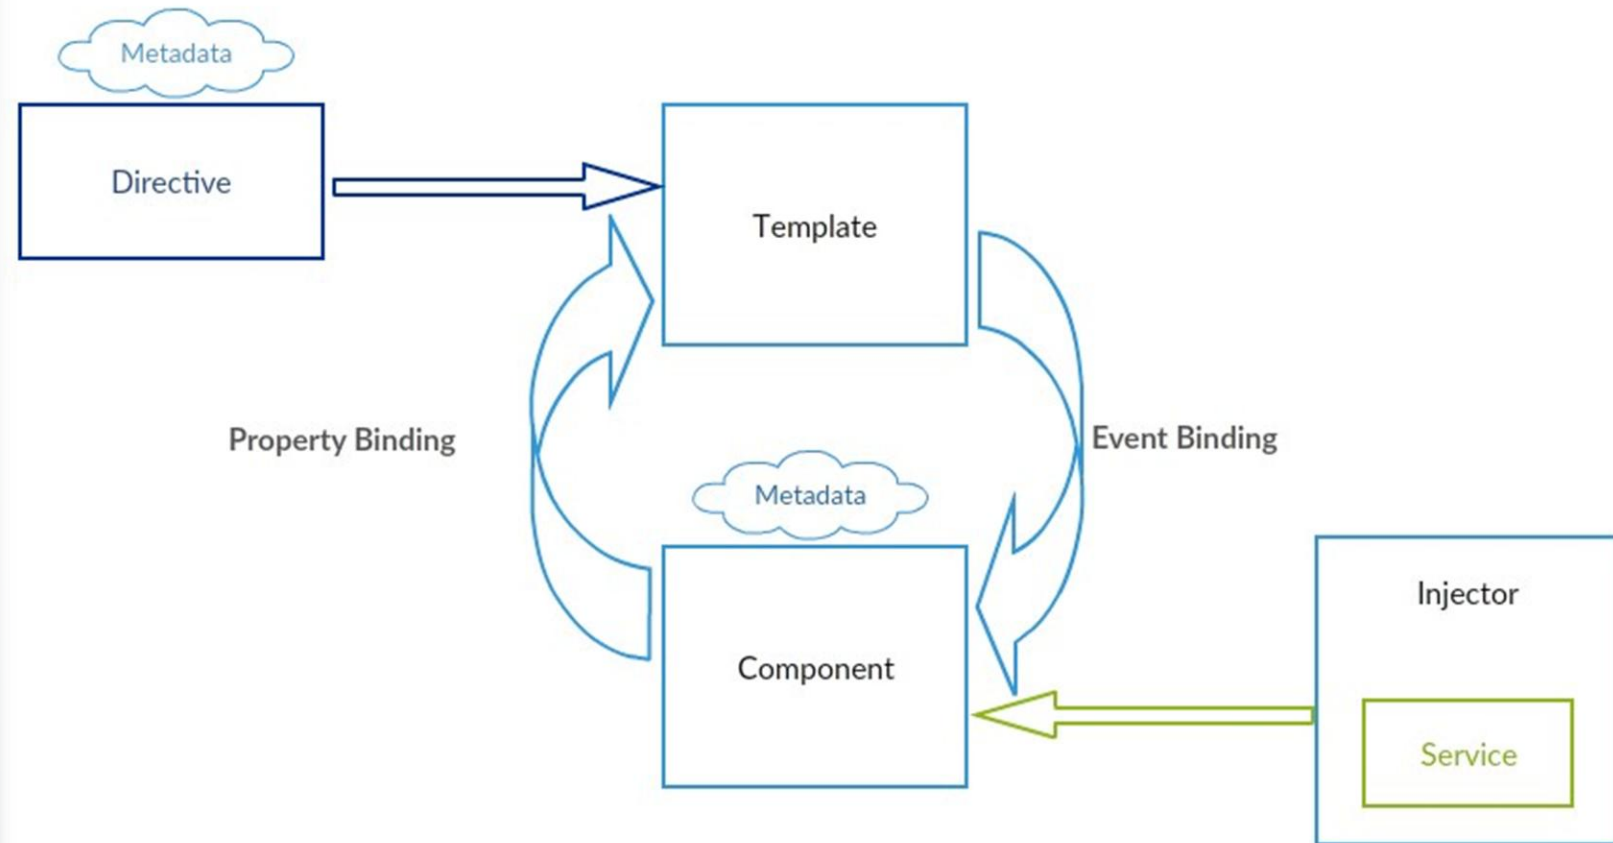 Metadata
Directive
Template
Property Binding
Event Binding
Metadata
Component
Injector
Service